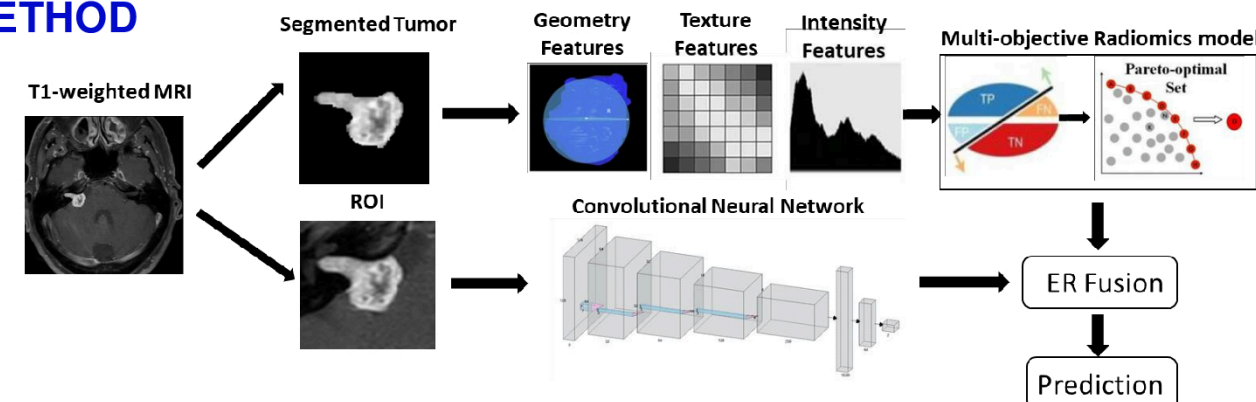 ETHOD
T1-weighted MRI
Segmented Tumor
ROI
Geometry
Features
Texture
Features
Intensity
Features
Multi-objective Radiomics model
TP
FN
FP
TN
Pareto-optimal
Set
Convolutional Neural Network
ER Fusion
Prediction